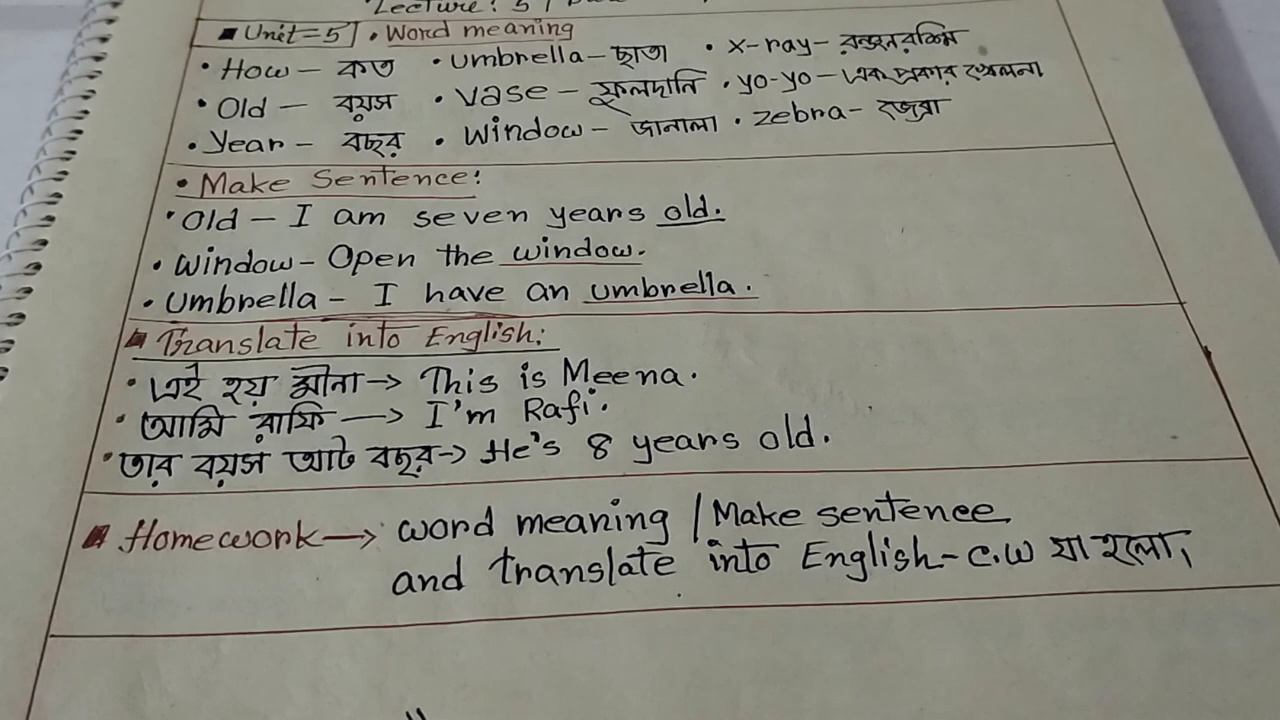 Lecture: 5
▪ Unit=5 • Word meaning
• How – কত • umbrella – ছাতা • x-ray – রঞ্জনরশ্মি
• Old – বয়স • vase – ফুলদানি • yo-yo – একপ্রকার খেলনা
• Year – বছর • window – জানালা • zebra – জেব্রা
• Make Sentence:
• Old – I am seven years old.
• Window – Open the window.
• Umbrella – I have an umbrella.
▪ Translate into English:
• এই হয় মীনা → This is Meena.
• আমি রাফি → I'm Rafi.
• তার বয়স আট বছর → He's 8 years old.
▪ Homework → word meaning / Make sentence
and translate into English – c.w যা হলো।